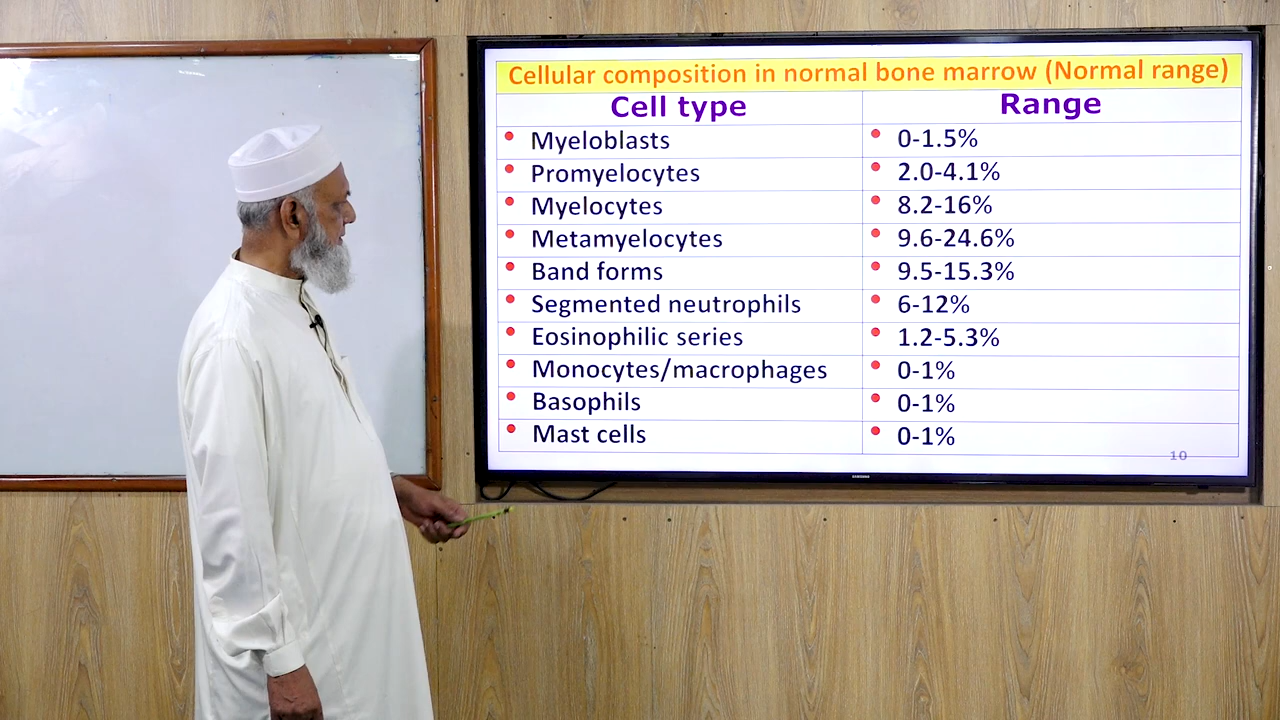 Cellular composition in normal bone marrow (Normal range)
Cell type Range
• Myeloblasts • 0-1.5%
• Promyelocytes • 2.0-4.1%
• Myelocytes • 8.2-16%
• Metamyelocytes • 9.6-24.6%
• Band forms • 9.5-15.3%
• Segmented neutrophils • 6-12%
• Eosinophilic series • 1.2-5.3%
• Monocytes/macrophages • 0-1%
• Basophils • 0-1%
• Mast cells • 0-1%
10
SAMSUNG